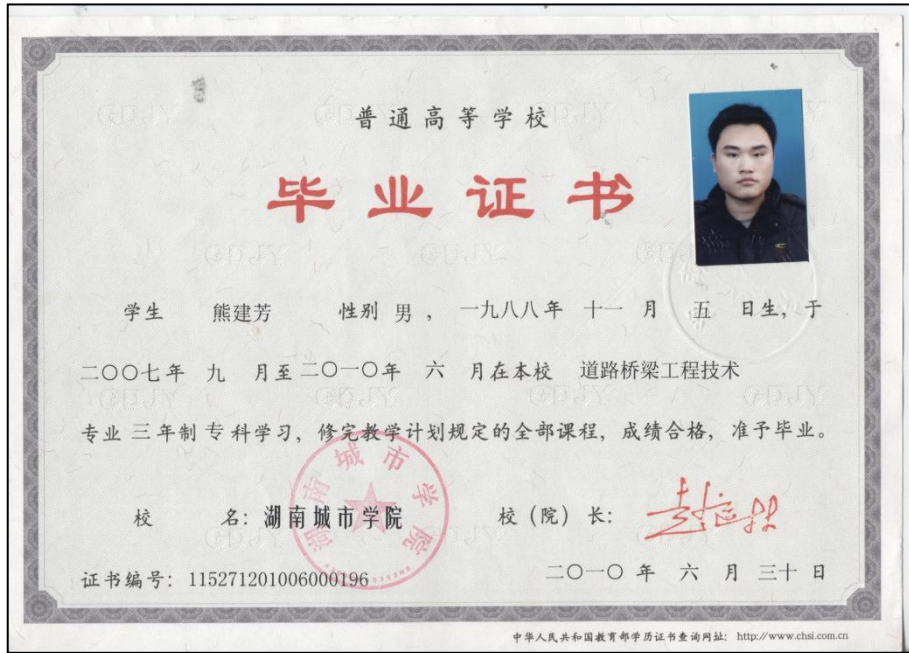 普通高等学校
毕业证书
学生 熊建芳 性别 男 , 一九八八年 十一 月 五 日生, 于
二〇〇七年 九 月至二〇一〇年 六 月在本校 道路桥梁工程技术
专业 三 年制 专 科学习, 修完教学计划规定的全部课程, 成绩合格, 准予毕业。
校 名: 湖南城市学院 校 (院) 长:
湖南城市学院
证书编号: 115271201006000196 二〇一〇 年 六 月 三十 日
中华人民共和国教育部学历证书查询网址: http://www.chsi.com.cn